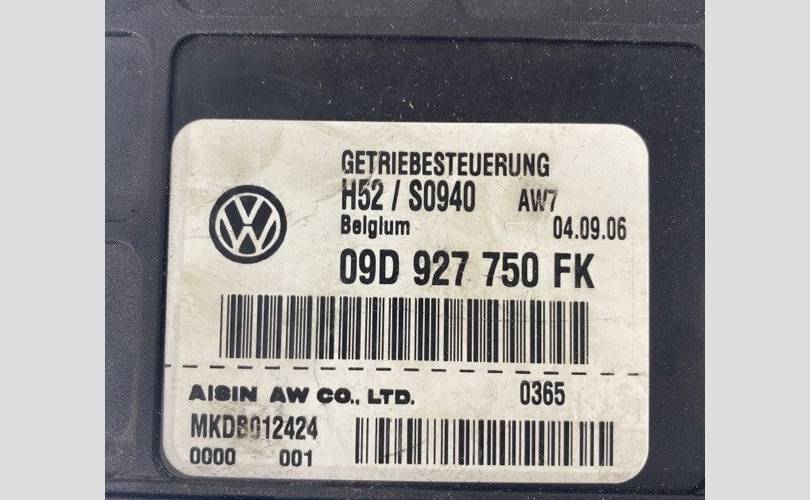 GETRIEBESTEUERUNG
H52 / S0940 AW7
Belgium 04.09.06
09D 927 750 FK
AISIN AW CO., LTD. 0365
MKDB012424
0000 001